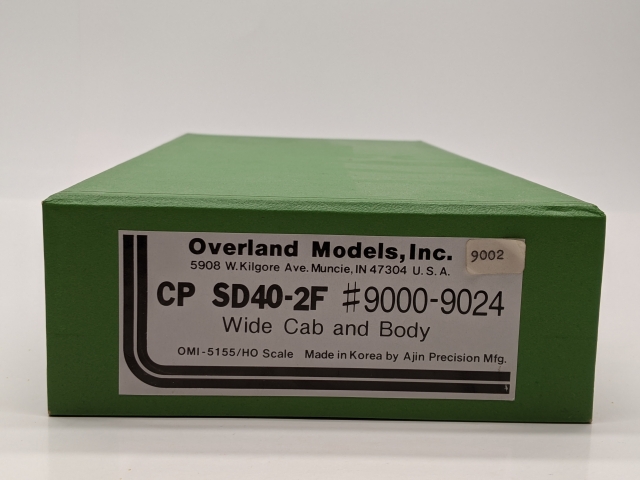 Overland Models, Inc.
9002
5908 W. Kilgore Ave. Muncie, IN 47304 U. S. A.
CP SD40-2F #9000-9024
Wide Cab and Body
OMI-5155/HO Scale Made in Korea by Ajin Precision Mfg.